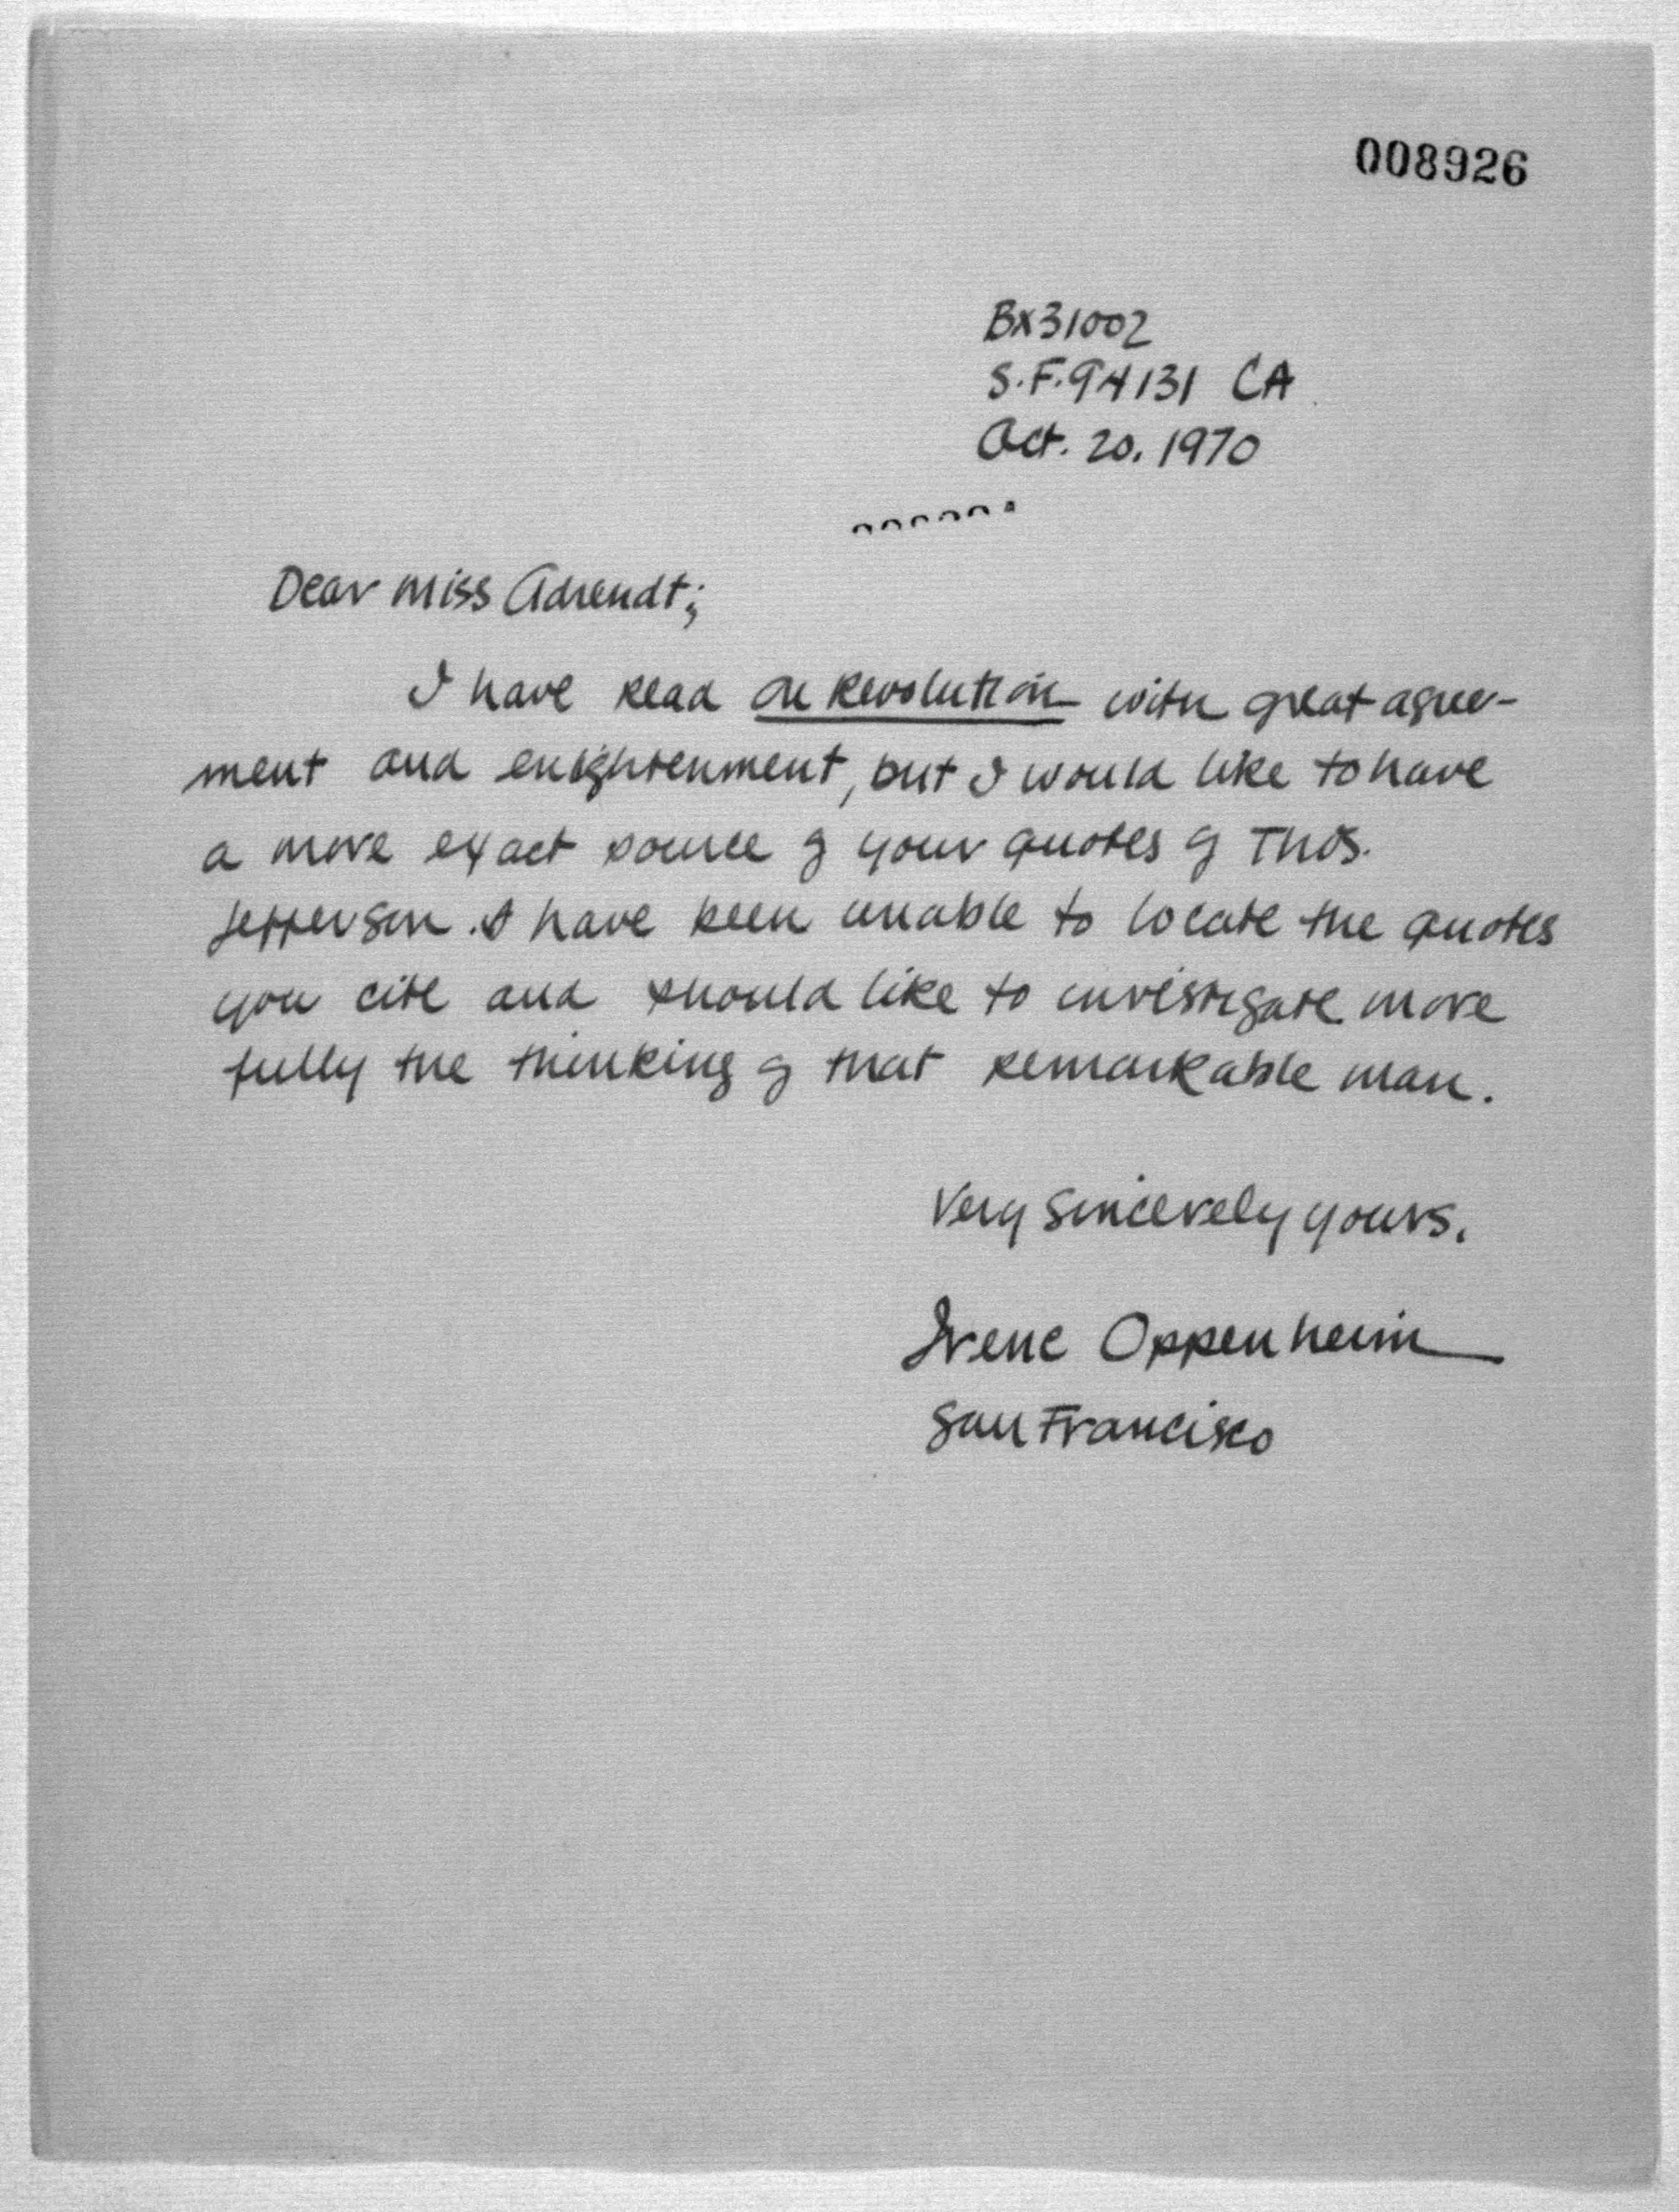 008926
Bx31002
S.F. 94131 CA
Oct. 20, 1970
Dear Miss Adrendt;
I have read On Revolution with great agree-
ment and enlightenment, but I would like to have
a more exact source of your quotes of Thos.
Jefferson. I have been unable to locate the quotes
you cite and should like to investigate more
fully the thinking of that remarkable man.
Very sincerely yours,
Irene Oppenheim
San Francisco